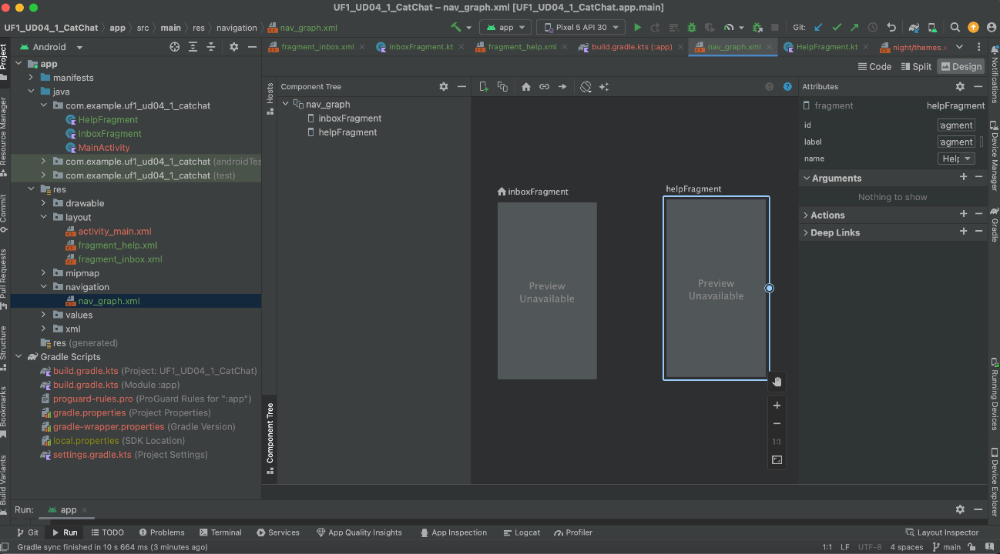 UF1_UD04_1_CatChat – nav_graph.xml [UF1_UD04_1_CatChat.app.main]
UF1_UD04_1_CatChat app src main res navigation nav_graph.xml app Pixel 5 API 30 Git:
Android
fragment_inbox.xml InboxFragment.kt fragment_help.xml build.gradle.kts (:app) nav_graph.xml HelpFragment.kt night/themes.x
Code Split Design
Project
Resource Manager
Commit
Pull Requests
Structure
Bookmarks
Build Variants
app
manifests
java
com.example.uf1_ud04_1_catchat
HelpFragment
InboxFragment
MainActivity
com.example.uf1_ud04_1_catchat (androidTes
com.example.uf1_ud04_1_catchat (test)
res
drawable
layout
activity_main.xml
fragment_help.xml
fragment_inbox.xml
mipmap
navigation
nav_graph.xml
values
xml
res (generated)
Gradle Scripts
build.gradle.kts (Project: UF1_UD04_1_CatChat)
build.gradle.kts (Module :app)
proguard-rules.pro (ProGuard Rules for ":app")
gradle.properties (Project Properties)
gradle-wrapper.properties (Gradle Version)
local.properties (SDK Location)
settings.gradle.kts (Project Settings)
Hosts
Component Tree
Component Tree
nav_graph
inboxFragment
helpFragment
inboxFragment
Preview
Unavailable
helpFragment
Preview
Unavailable
1:1
Attributes
fragment helpFragment
id agment
label agment
name Help
Arguments
Nothing to show
Actions
Deep Links
Notifications
Device Manager
Gradle
Running Devices
Device Explorer
Run: app
Git Run TODO Problems Terminal Services App Quality Insights App Inspection Logcat Profiler Layout Inspector
Gradle sync finished in 10 s 664 ms (3 minutes ago) 1:1 LF UTF-8 4 spaces main